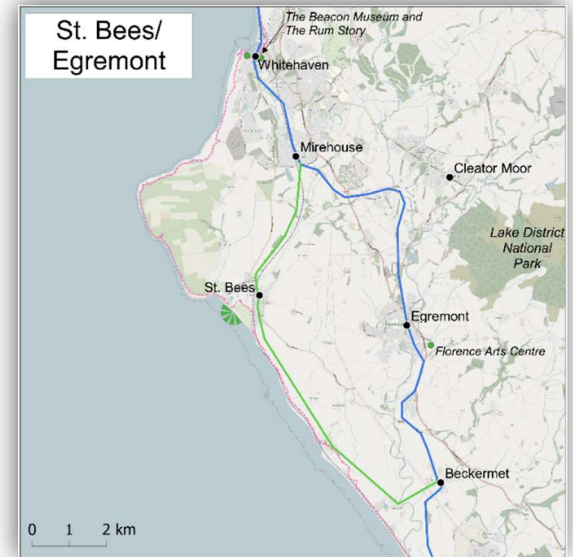 St. Bees/
Egremont
The Beacon Museum and
The Rum Story
Whitehaven
Mirehouse
Cleator Moor
Lake District
National
Park
St. Bees
Egremont
Florence Arts Centre
Beckermet
0 1 2 km